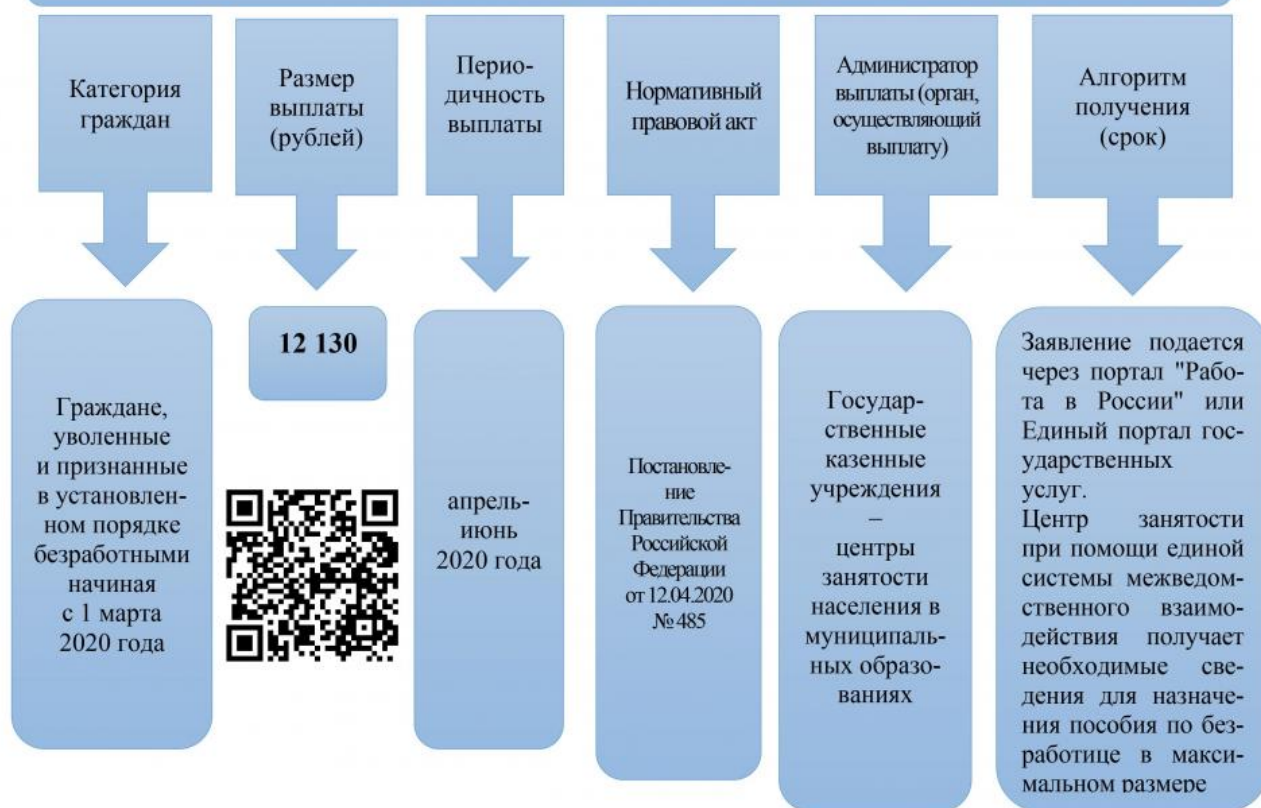 Категория
граждан
Размер
выплаты
(рублей)
Перио-
дичность
выплаты
Нормативный
правовой акт
Администратор
выплаты (орган,
осуществляющий
выплату)
Алгоритм
получения
(срок)
Граждане,
уволенные
и признанные
в установлен-
ном порядке
безработными
начиная
с 1 марта
2020 года
12 130
апрель-
июнь
2020 года
Постановле-
ние
Правительства
Российской
Федерации
от 12.04.2020
№ 485
Государ-
ственные
казенные
учреждения
–
центры
занятости
населения в
муниципаль-
ных образо-
ваниях
Заявление подается
через портал "Рабо-
та в России" или
Единый портал гос-
ударственных
услуг.
Центр занятости
при помощи единой
системы межведом-
ственного взаимо-
действия получает
необходимые све-
дения для назначе-
ния пособия по без-
работице в макси-
мальном размере